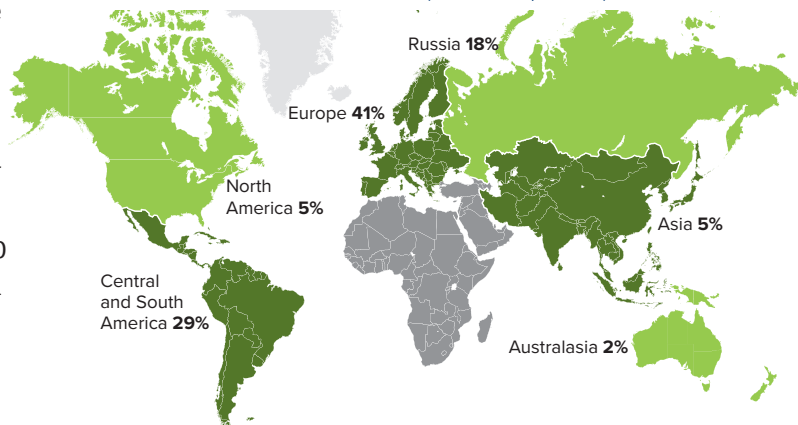 Russia 18%
Europe 41%
North
America 5%
Asia 5%
Central
and South
America 29%
Australasia 2%